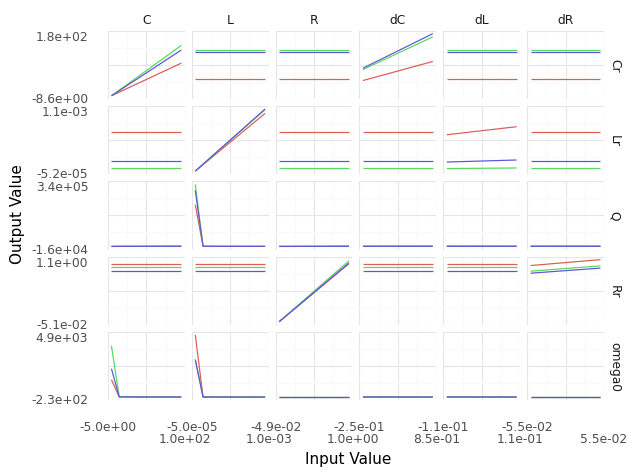 C L R dC dL dR
1.8e+02
Cr
-8.6e+00
1.1e-03
Lr
-5.2e-05
3.4e+05
Q
-1.6e+04
1.1e+00
Rr
-5.1e-02
4.9e+03
omega0
-2.3e+02
Output Value
-5.0e+00 -5.0e-05 -4.9e-02 -2.5e-01 -1.1e-01 -5.5e-02
1.0e+02 1.0e-03 1.0e+00 8.5e-01 1.1e-01 5.5e-02
Input Value